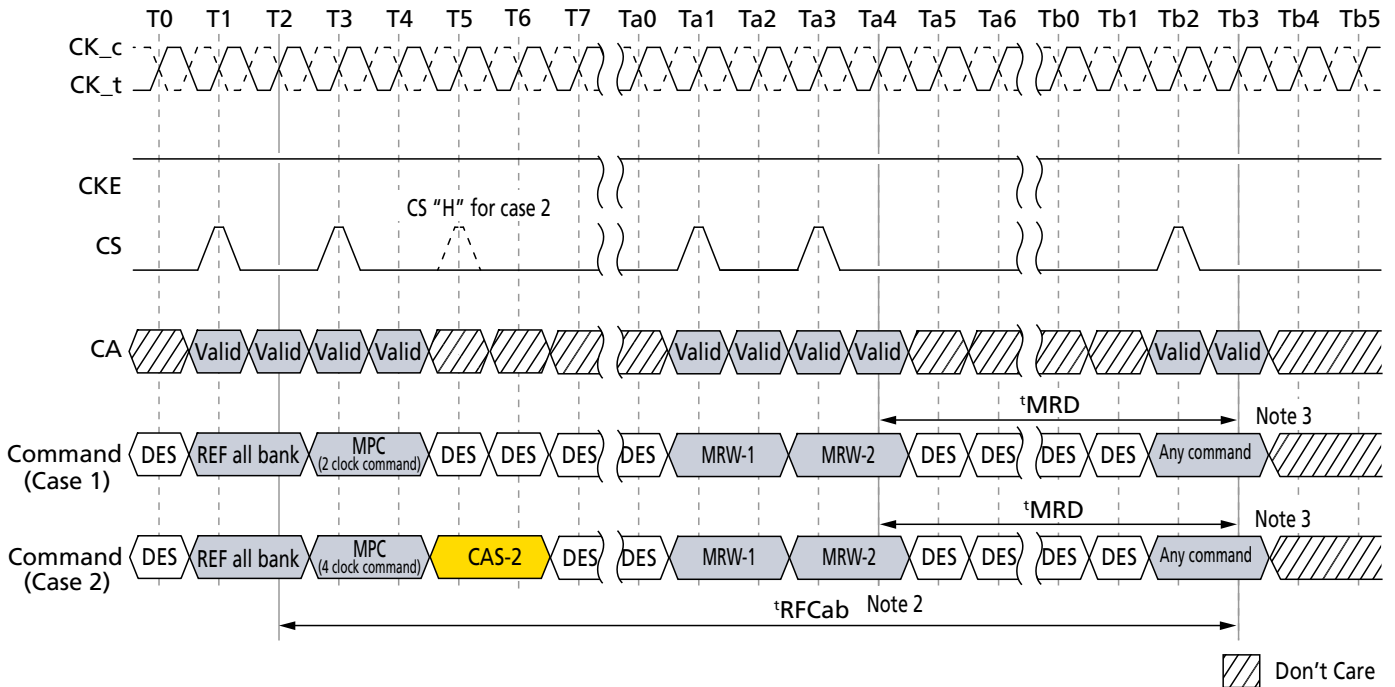 T0 T1 T2 T3 T4 T5 T6 T7 Ta0 Ta1 Ta2 Ta3 Ta4 Ta5 Ta6 Tb0 Tb1 Tb2 Tb3 Tb4 Tb5
CK_c
CK_t
CKE
CS "H" for case 2
CS
CA Valid Valid Valid Valid Valid Valid Valid Valid Valid Valid
tMRD Note 3
Command (Case 1) DES REF all bank MPC (2 clock command) DES DES DES DES MRW-1 MRW-2 DES DES DES DES Any command
tMRD Note 3
Command (Case 2) DES REF all bank MPC (4 clock command) CAS-2 DES DES MRW-1 MRW-2 DES DES DES DES Any command
tRFCab Note 2
Don't Care